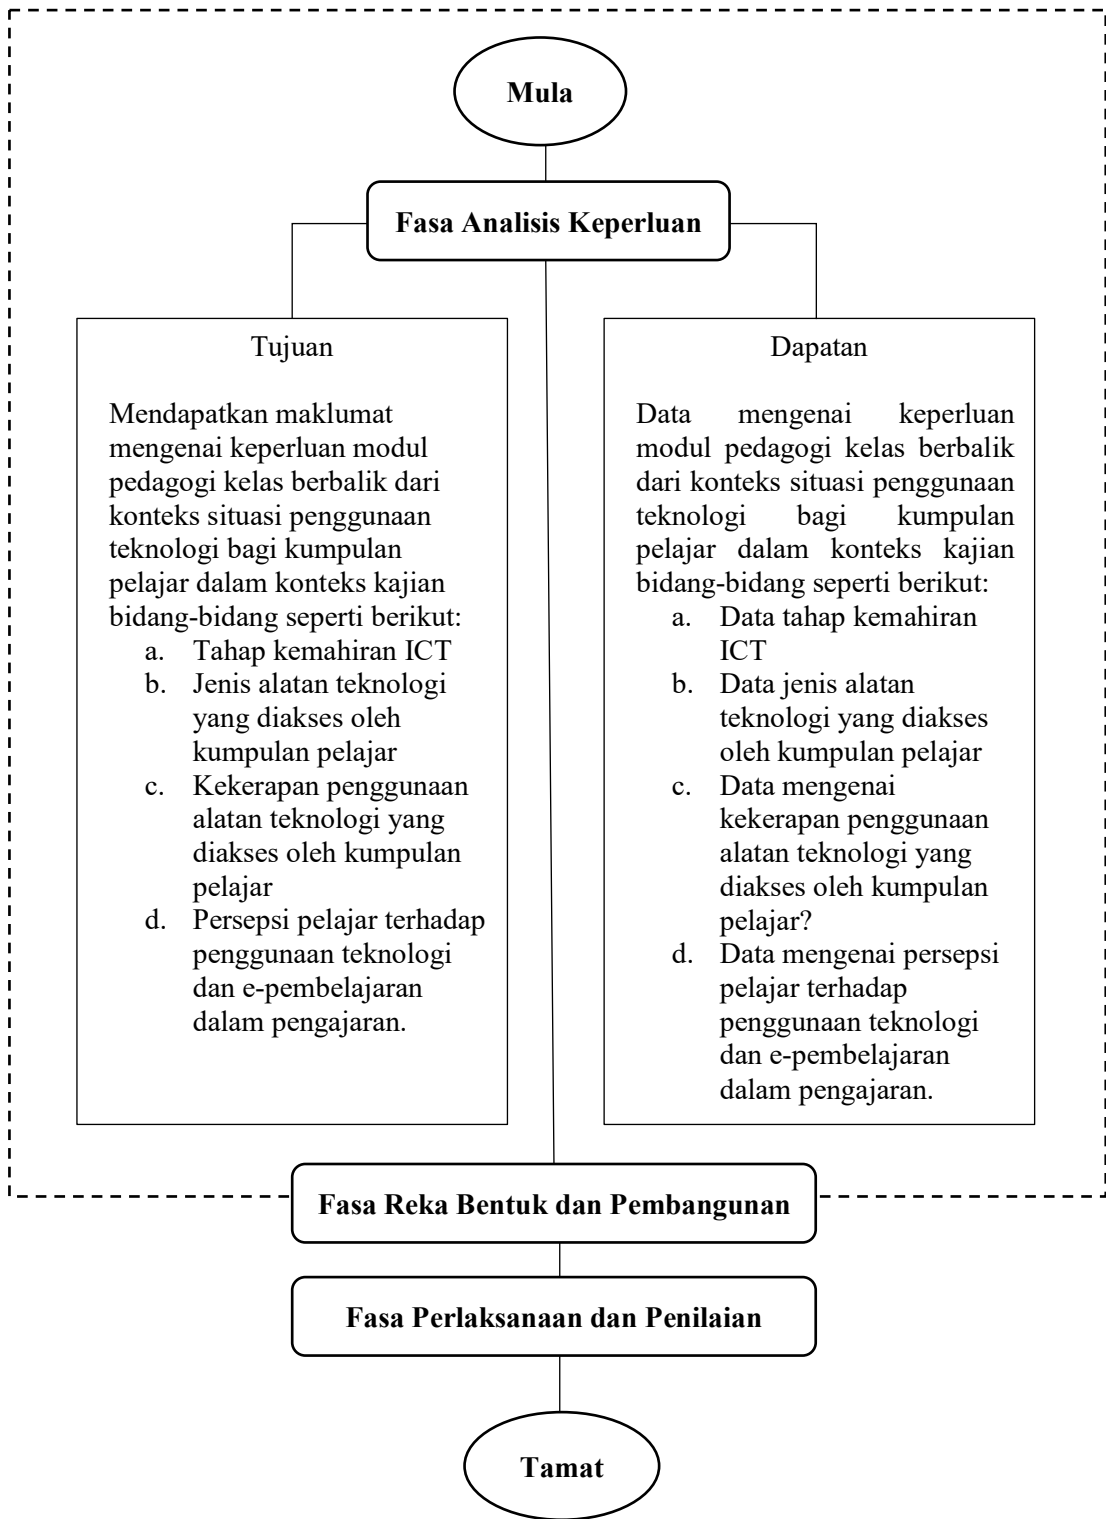 Mula
Fasa Analisis Keperluan
Tujuan
Mendapatkan maklumat
mengenai keperluan modul
pedagogi kelas berbalik dari
konteks situasi penggunaan
teknologi bagi kumpulan
pelajar dalam konteks kajian
bidang-bidang seperti berikut:
a. Tahap kemahiran ICT
b. Jenis alatan teknologi
yang diakses oleh
kumpulan pelajar
c. Kekerapan penggunaan
alatan teknologi yang
diakses oleh kumpulan
pelajar
d. Persepsi pelajar terhadap
penggunaan teknologi
dan e-pembelajaran
dalam pengajaran.
Dapatan
Data mengenai keperluan
modul pedagogi kelas berbalik
dari konteks situasi penggunaan
teknologi bagi kumpulan
pelajar dalam konteks kajian
bidang-bidang seperti berikut:
a. Data tahap kemahiran
ICT
b. Data jenis alatan
teknologi yang diakses
oleh kumpulan pelajar
c. Data mengenai
kekerapan penggunaan
alatan teknologi yang
diakses oleh kumpulan
pelajar?
d. Data mengenai persepsi
pelajar terhadap
penggunaan teknologi
dan e-pembelajaran
dalam pengajaran.
Fasa Reka Bentuk dan Pembangunan
Fasa Perlaksanaan dan Penilaian
Tamat